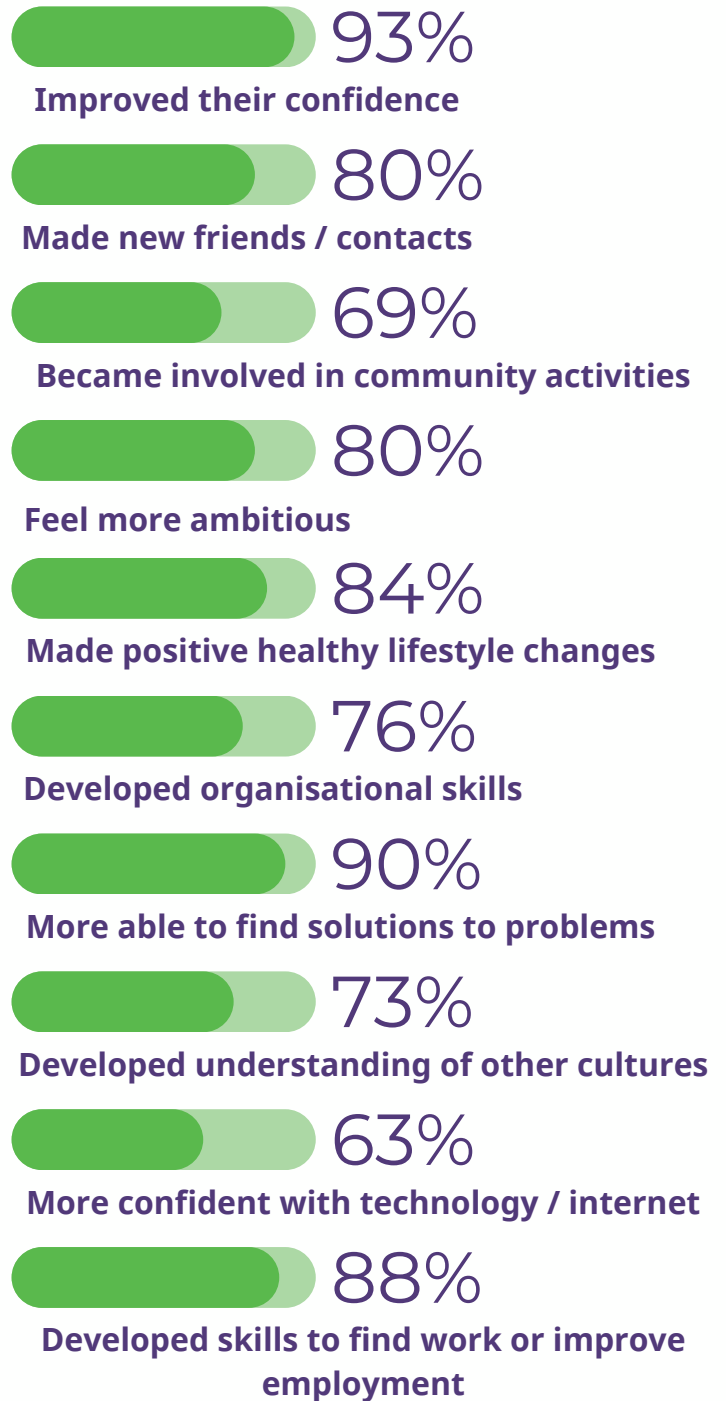 93%
Improved their confidence
80%
Made new friends / contacts
69%
Became involved in community activities
80%
Feel more ambitious
84%
Made positive healthy lifestyle changes
76%
Developed organisational skills
90%
More able to find solutions to problems
73%
Developed understanding of other cultures
63%
More confident with technology / internet
88%
Developed skills to find work or improve
employment